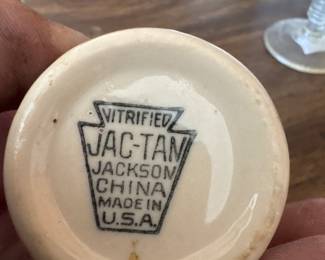 VITRIFIED
JAC-TAN
JACKSON
CHINA
MADE IN
U.S.A.